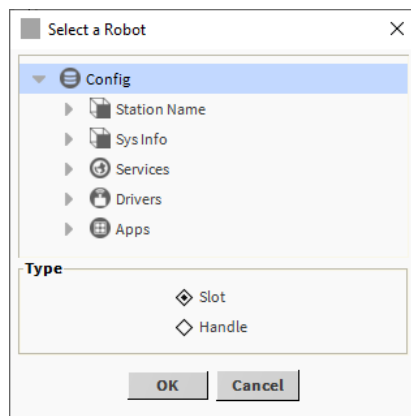 Select a Robot
Config
Station Name
Sys Info
Services
Drivers
Apps
Type
Slot
Handle
OK Cancel